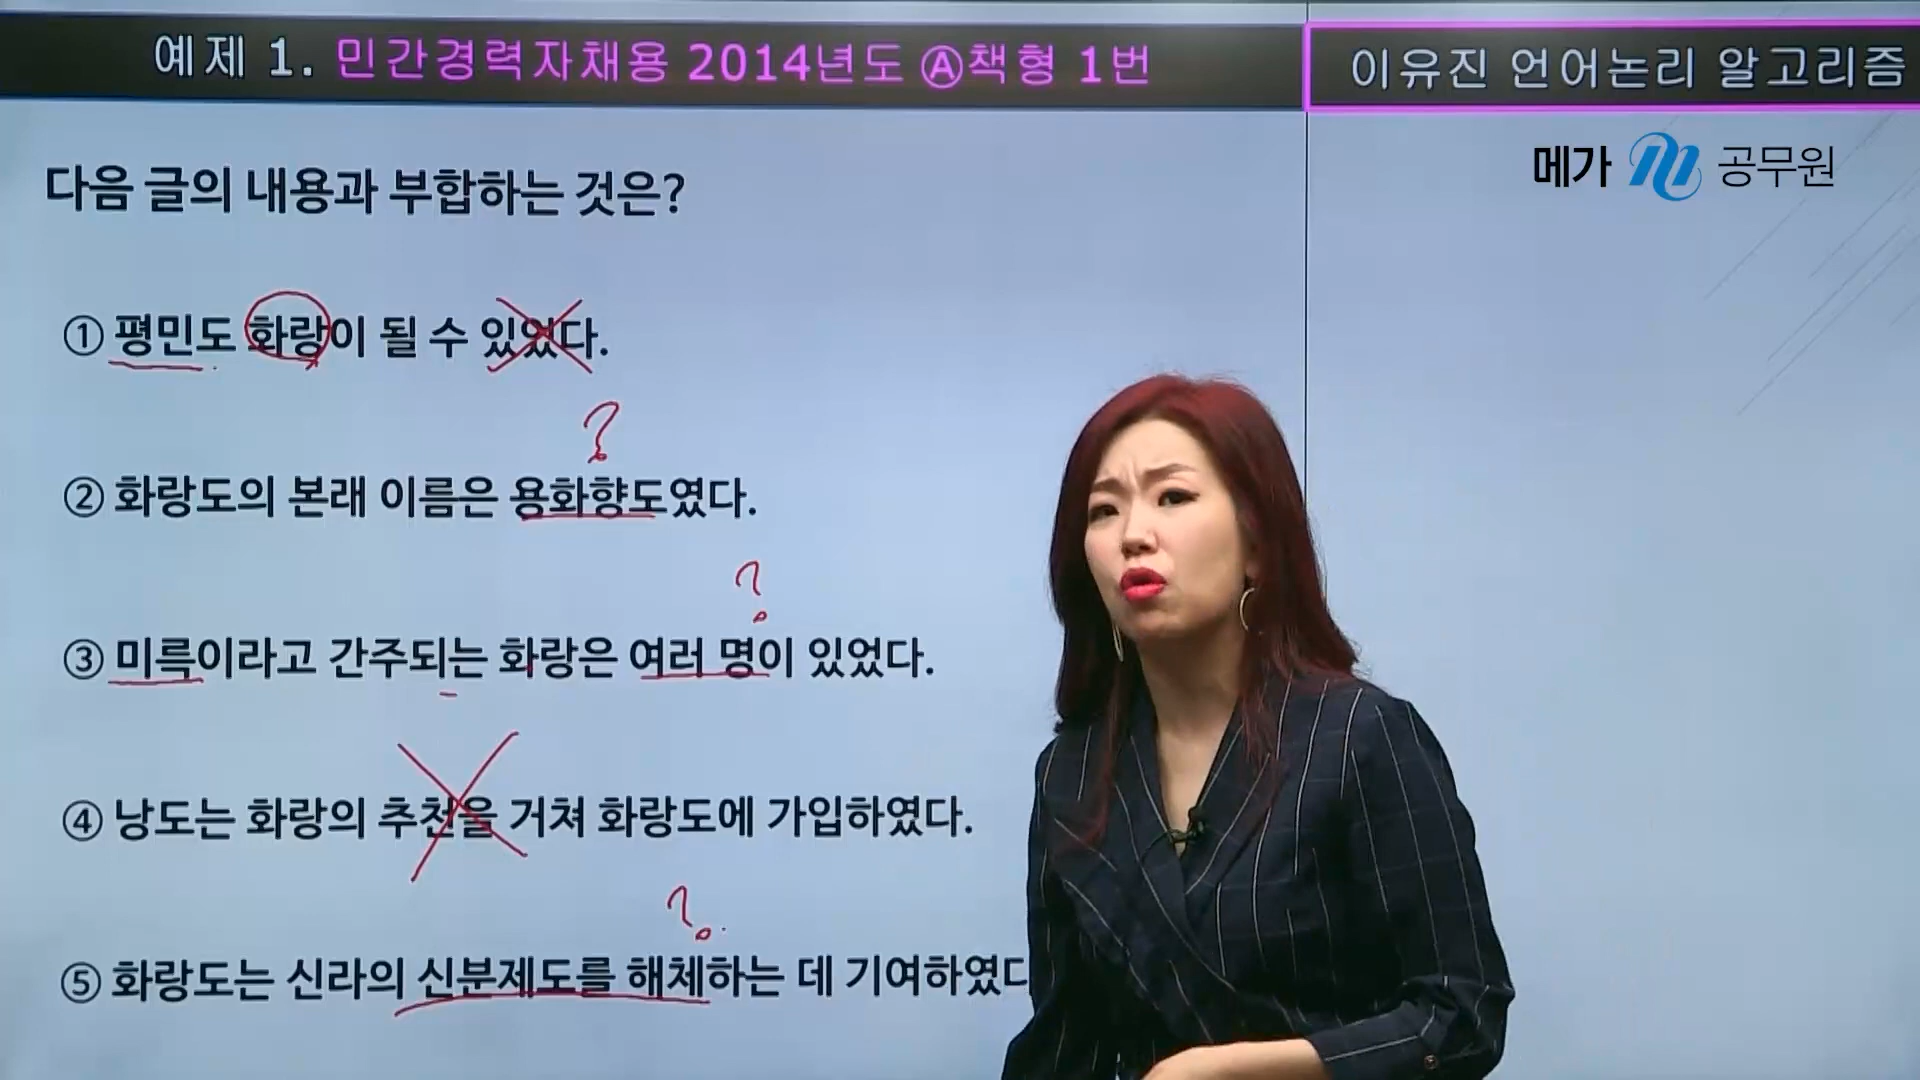 예제 1. 민간경력자채용 2014년도 Ⓐ책형 1번
이유진 언어논리 알고리즘
메가 공무원
다음 글의 내용과 부합하는 것은?
① 평민도 화랑이 될 수 있었다.
?
② 화랑도의 본래 이름은 용화향도였다.
?
③ 미륵이라고 간주되는 화랑은 여러 명이 있었다.
④ 낭도는 화랑의 추천을 거쳐 화랑도에 가입하였다.
?
⑤ 화랑도는 신라의 신분제도를 해체하는 데 기여하였다